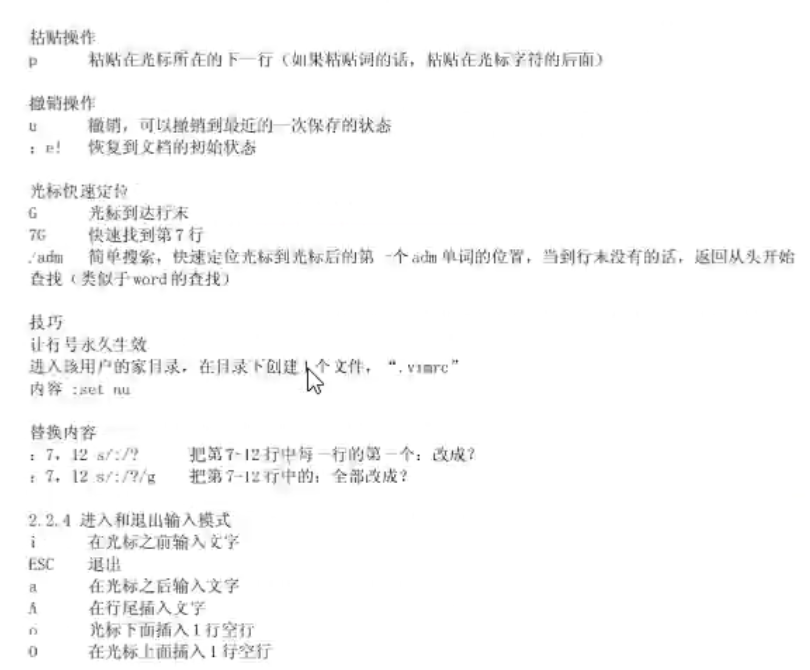 粘贴操作
p 粘贴在光标所在的下一行（如果粘贴词的话，粘贴在光标字符的后面）
撤销操作
u 撤销，可以撤销到最近的一次保存的状态
：e! 恢复到文档的初始状态
光标快速定位
G 光标到达行末
7G 快速找到第7行
/adm 简单搜索，快速定位光标到光标后的第一个adm单词的位置，当到行末没有的话，返回从头开始
查找（类似于word的查找）
技巧
让行号永久生效
进入该用户的家目录，在目录下创建1个文件，“.vimrc”
内容 :set nu
替换内容
：7，12 s/:/? 把第7-12行中每一行的第一个：改成？
：7，12 s/:/?/g 把第7-12行中的：全部改成？
2.2.4 进入和退出输入模式
i 在光标之前输入文字
ESC 退出
a 在光标之后输入文字
A 在行尾插入文字
o 光标下面插入1行空行
O 在光标上面插入1行空行